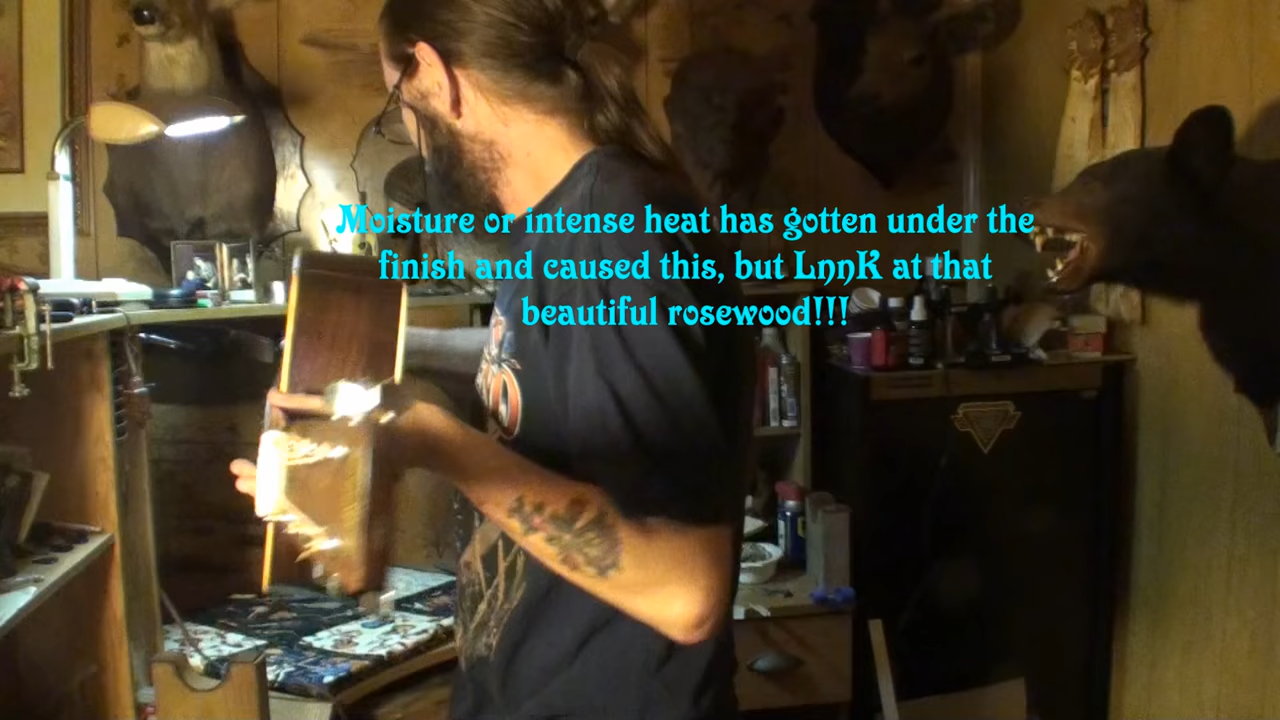 Moisture or intense heat has gotten under the
finish and caused this, but LnnK at that
beautiful rosewood!!!